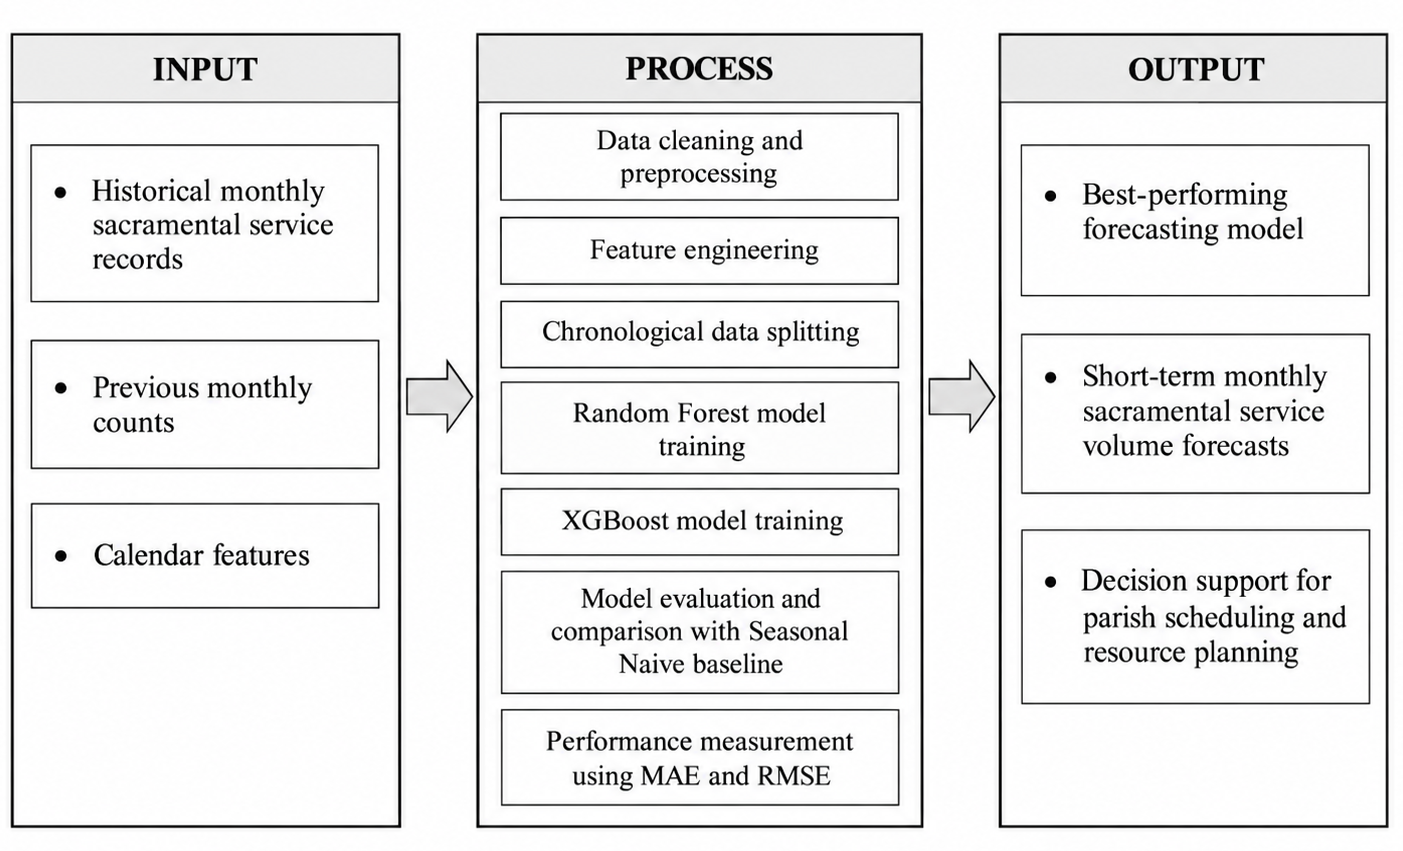 INPUT
• Historical monthly
sacramental service
records
• Previous monthly
counts
• Calendar features
PROCESS
Data cleaning and
preprocessing
Feature engineering
Chronological data splitting
Random Forest model
training
XGBoost model training
Model evaluation and
comparison with Seasonal
Naive baseline
Performance measurement
using MAE and RMSE
OUTPUT
• Best-performing
forecasting model
• Short-term monthly
sacramental service
volume forecasts
• Decision support for
parish scheduling and
resource planning